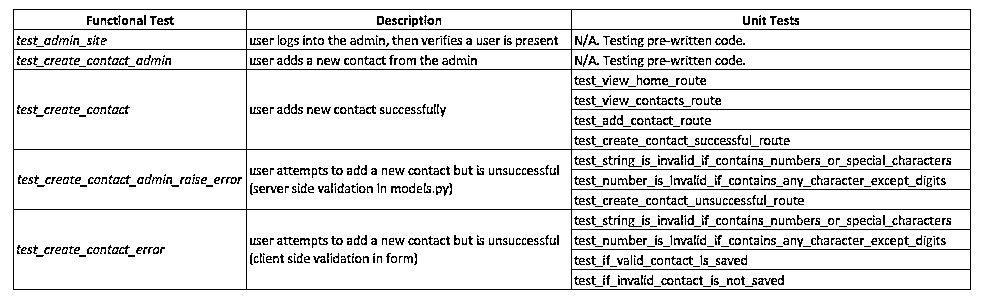 Functional Test Description Unit Tests
test_admin_site user logs into the admin, then verifies a user is present N/A. Testing pre-written code.
test_create_contact_admin user adds a new contact from the admin N/A. Testing pre-written code.
test_create_contact user adds new contact successfully test_view_home_route
test_view_contacts_route
test_add_contact_route
test_create_contact_successful_route
test_create_contact_admin_raise_error user attempts to add a new contact but is unsuccessful
(server side validation in models.py) test_string_is_invalid_if_contains_numbers_or_special_characters
test_number_is_invalid_if_contains_any_character_except_digits
test_create_contact_unsuccessful_route
test_create_contact_error user attempts to add a new contact but is unsuccessful
(client side validation in form) test_string_is_invalid_if_contains_numbers_or_special_characters
test_number_is_invalid_if_contains_any_character_except_digits
test_if_valid_contact_is_saved
test_if_invalid_contact_is_not_saved